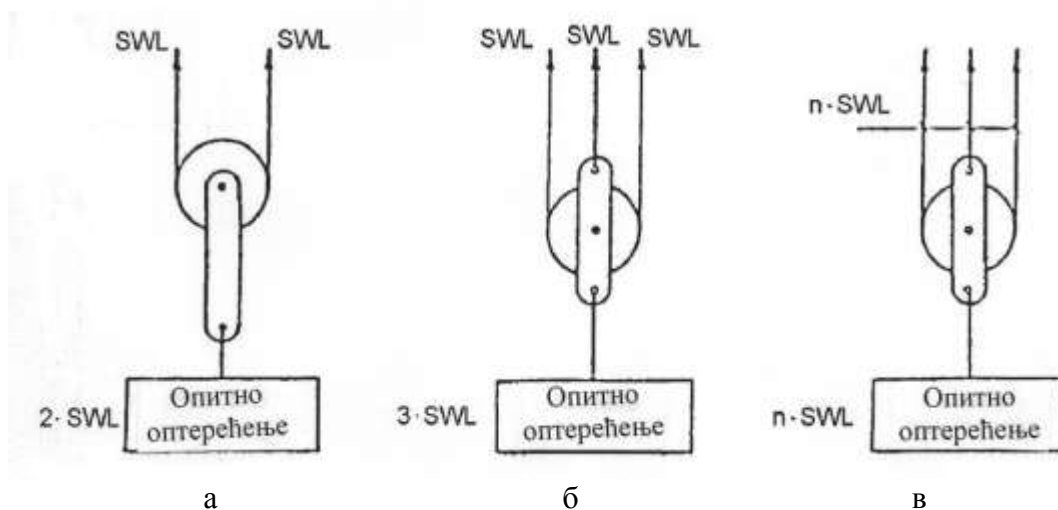 SWL SWL
SWL SWL SWL
n·SWL
2·SWL
Опитно
оптерећење
3·SWL
Опитно
оптерећење
n·SWL
Опитно
оптерећење
а б в